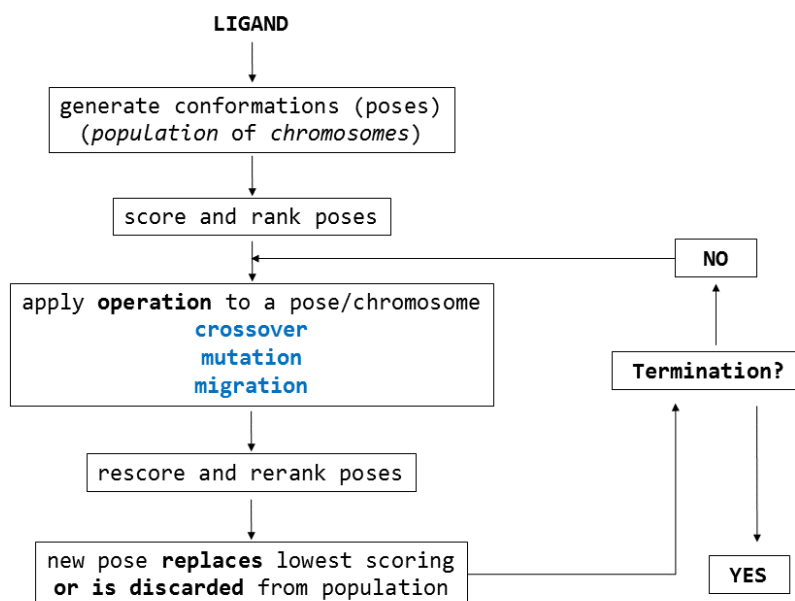 LIGAND
generate conformations (poses)
(population of chromosomes)
score and rank poses
NO
apply operation to a pose/chromosome
crossover
mutation
migration
Termination?
rescore and rerank poses
new pose replaces lowest scoring
or is discarded from population
YES